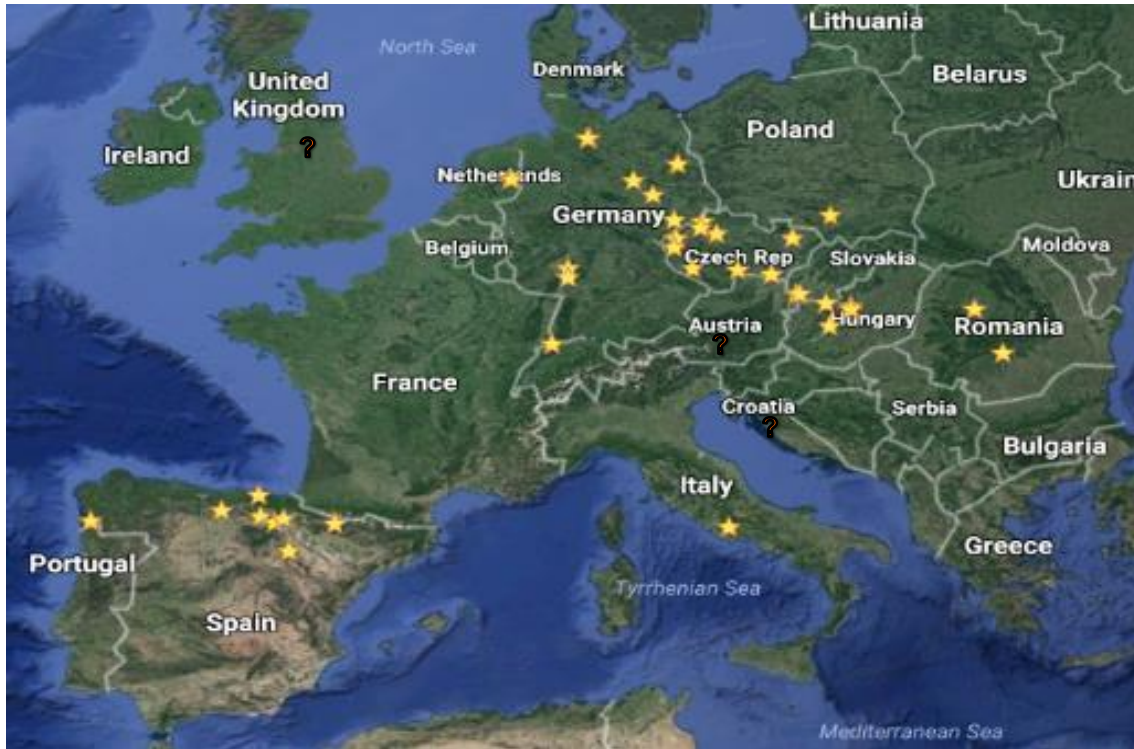 Lithuania
North Sea
Denmark
Belarus
United
Kingdom
Poland
?
Ireland
Netherlands
Ukrain
Germany
Belgium
Czech Rep
Slovakia
Moldova
Austria
Hungary
Romania
?
France
Croatia
Serbia
?
Bulgaria
Italy
Greece
Portugal
Tyrrhenian Sea
Spain
Mediterranean Sea